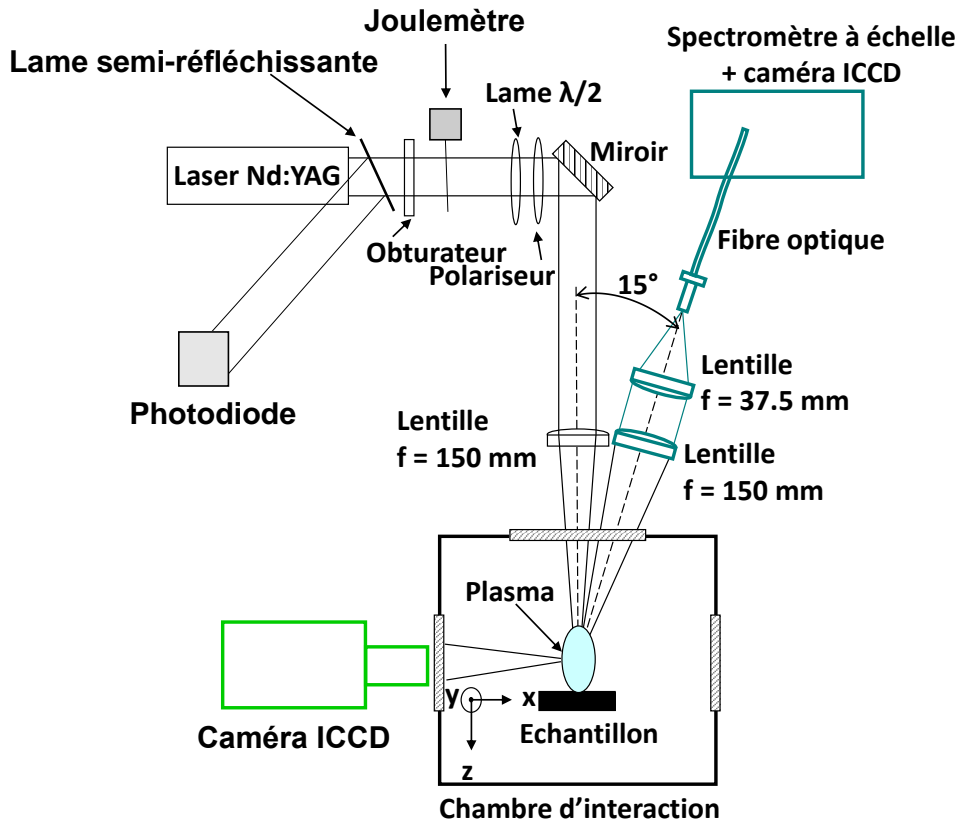 Joulemètre
Spectromètre à échelle
+ caméra ICCD
Lame semi-réfléchissante
Lame λ/2
Miroir
Laser Nd:YAG
Fibre optique
Obturateur
Polariseur
15°
Lentille
f = 37.5 mm
Photodiode
Lentille
f = 150 mm
Lentille
f = 150 mm
Plasma
y
x
Echantillon
Caméra ICCD
z
Chambre d’interaction